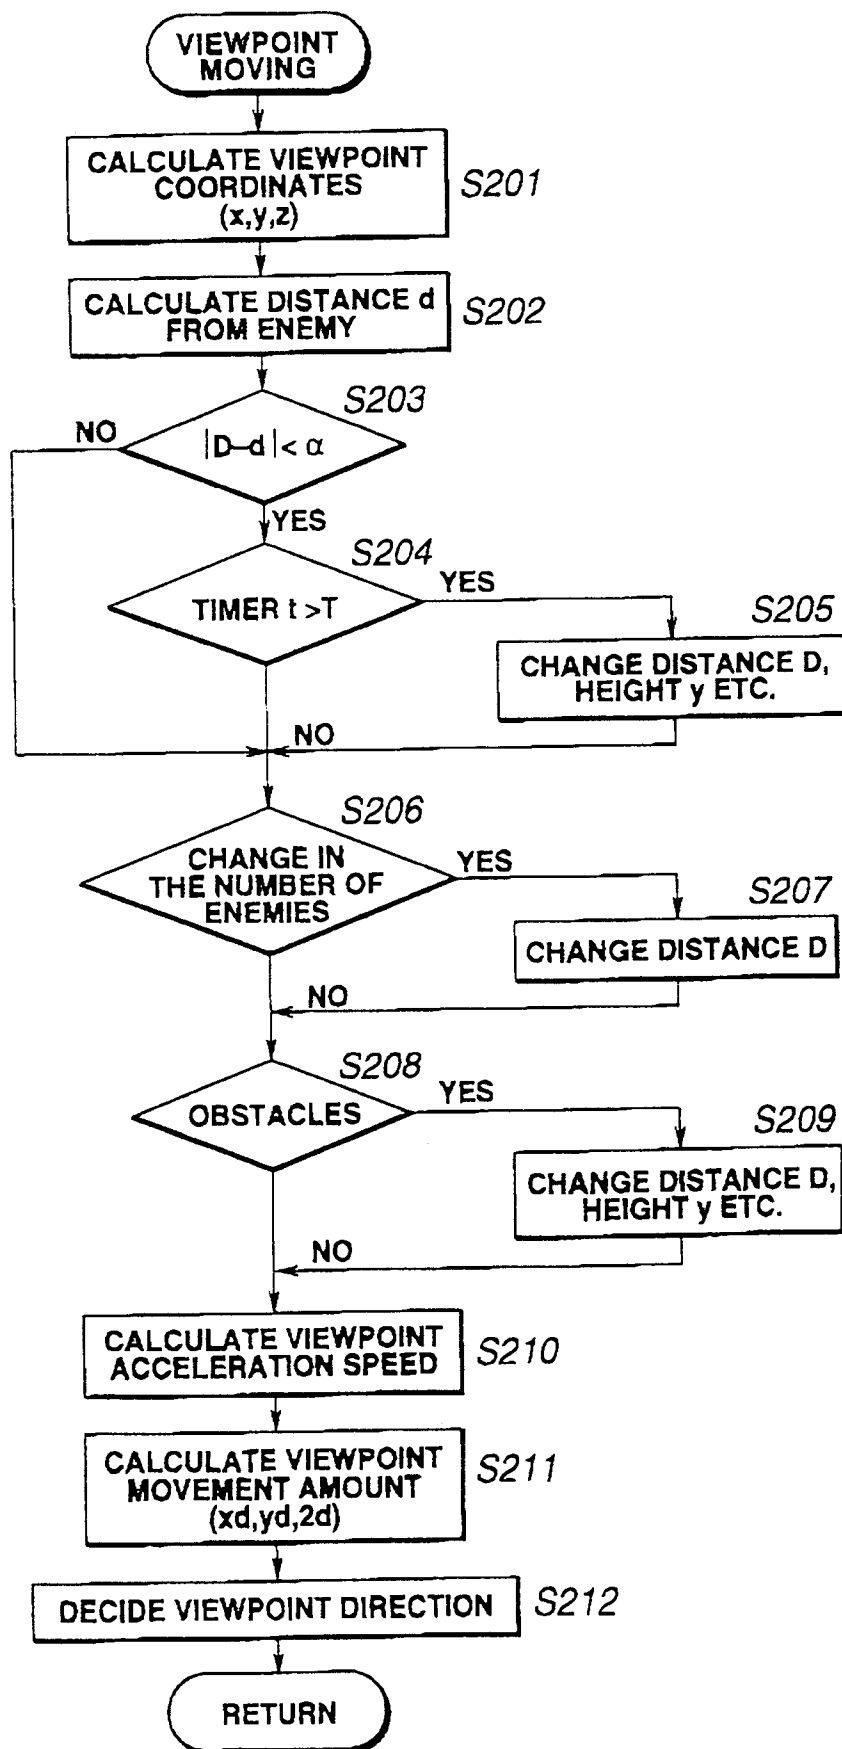 VIEWPOINT
MOVING
CALCULATE VIEWPOINT
COORDINATES
(x,y,z)
S201
CALCULATE DISTANCE d
FROM ENEMY
S202
S203
NO
|D–d|< α
YES
S204
TIMER t >T
YES
S205
CHANGE DISTANCE D,
HEIGHT y ETC.
NO
S206
CHANGE IN
THE NUMBER OF
ENEMIES
YES
S207
CHANGE DISTANCE D
NO
S208
OBSTACLES
YES
S209
CHANGE DISTANCE D,
HEIGHT y ETC.
NO
CALCULATE VIEWPOINT
ACCELERATION SPEED
S210
CALCULATE VIEWPOINT
MOVEMENT AMOUNT
(xd,yd,2d)
S211
DECIDE VIEWPOINT DIRECTION
S212
RETURN